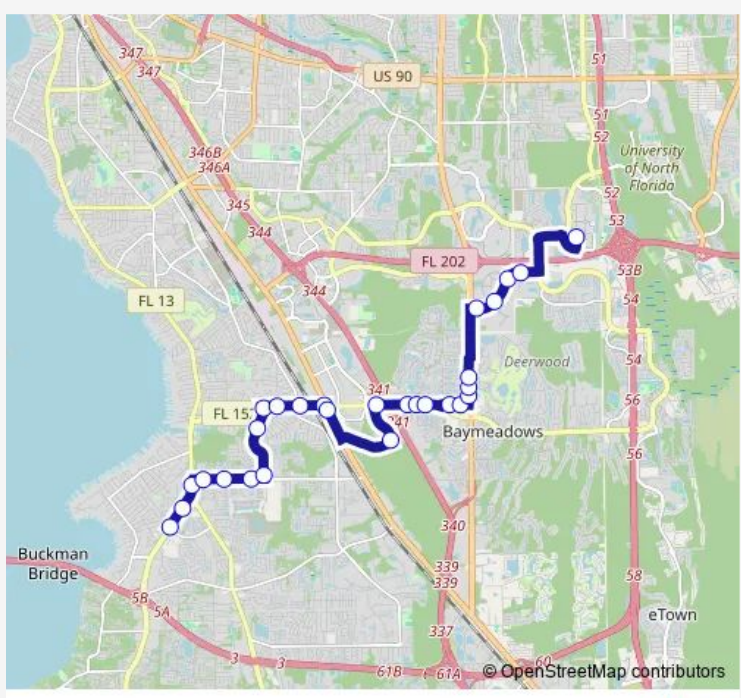 347
347
51
US 90
51
52
346B
346A
University
of North
Florida
52
345
53
344
FL 202
53B
344
54
FL 13
Deerwood
54
341
56
FL 15
341
Baymeadows
56
340
Buckman
Bridge
339
339
58
5B
5A
eTown
337
3
3
60
61B
61A
© OpenStreetMap contributors